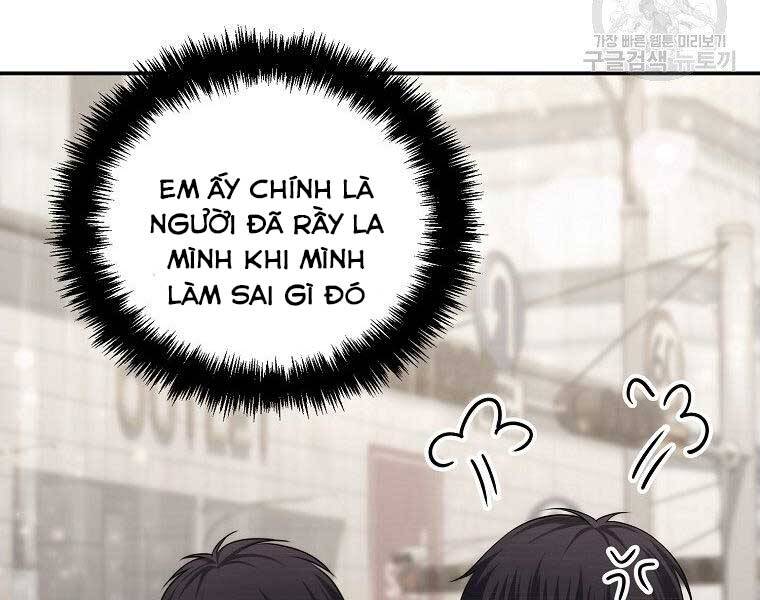 가장 빠른 웹툰 미리보기
구글검색 뉴토끼
EM ẤY CHÍNH LÀ
NGƯỜI ĐÃ RẦY LA
MÌNH KHI MÌNH
LÀM SAI GÌ ĐÓ
OUTLET